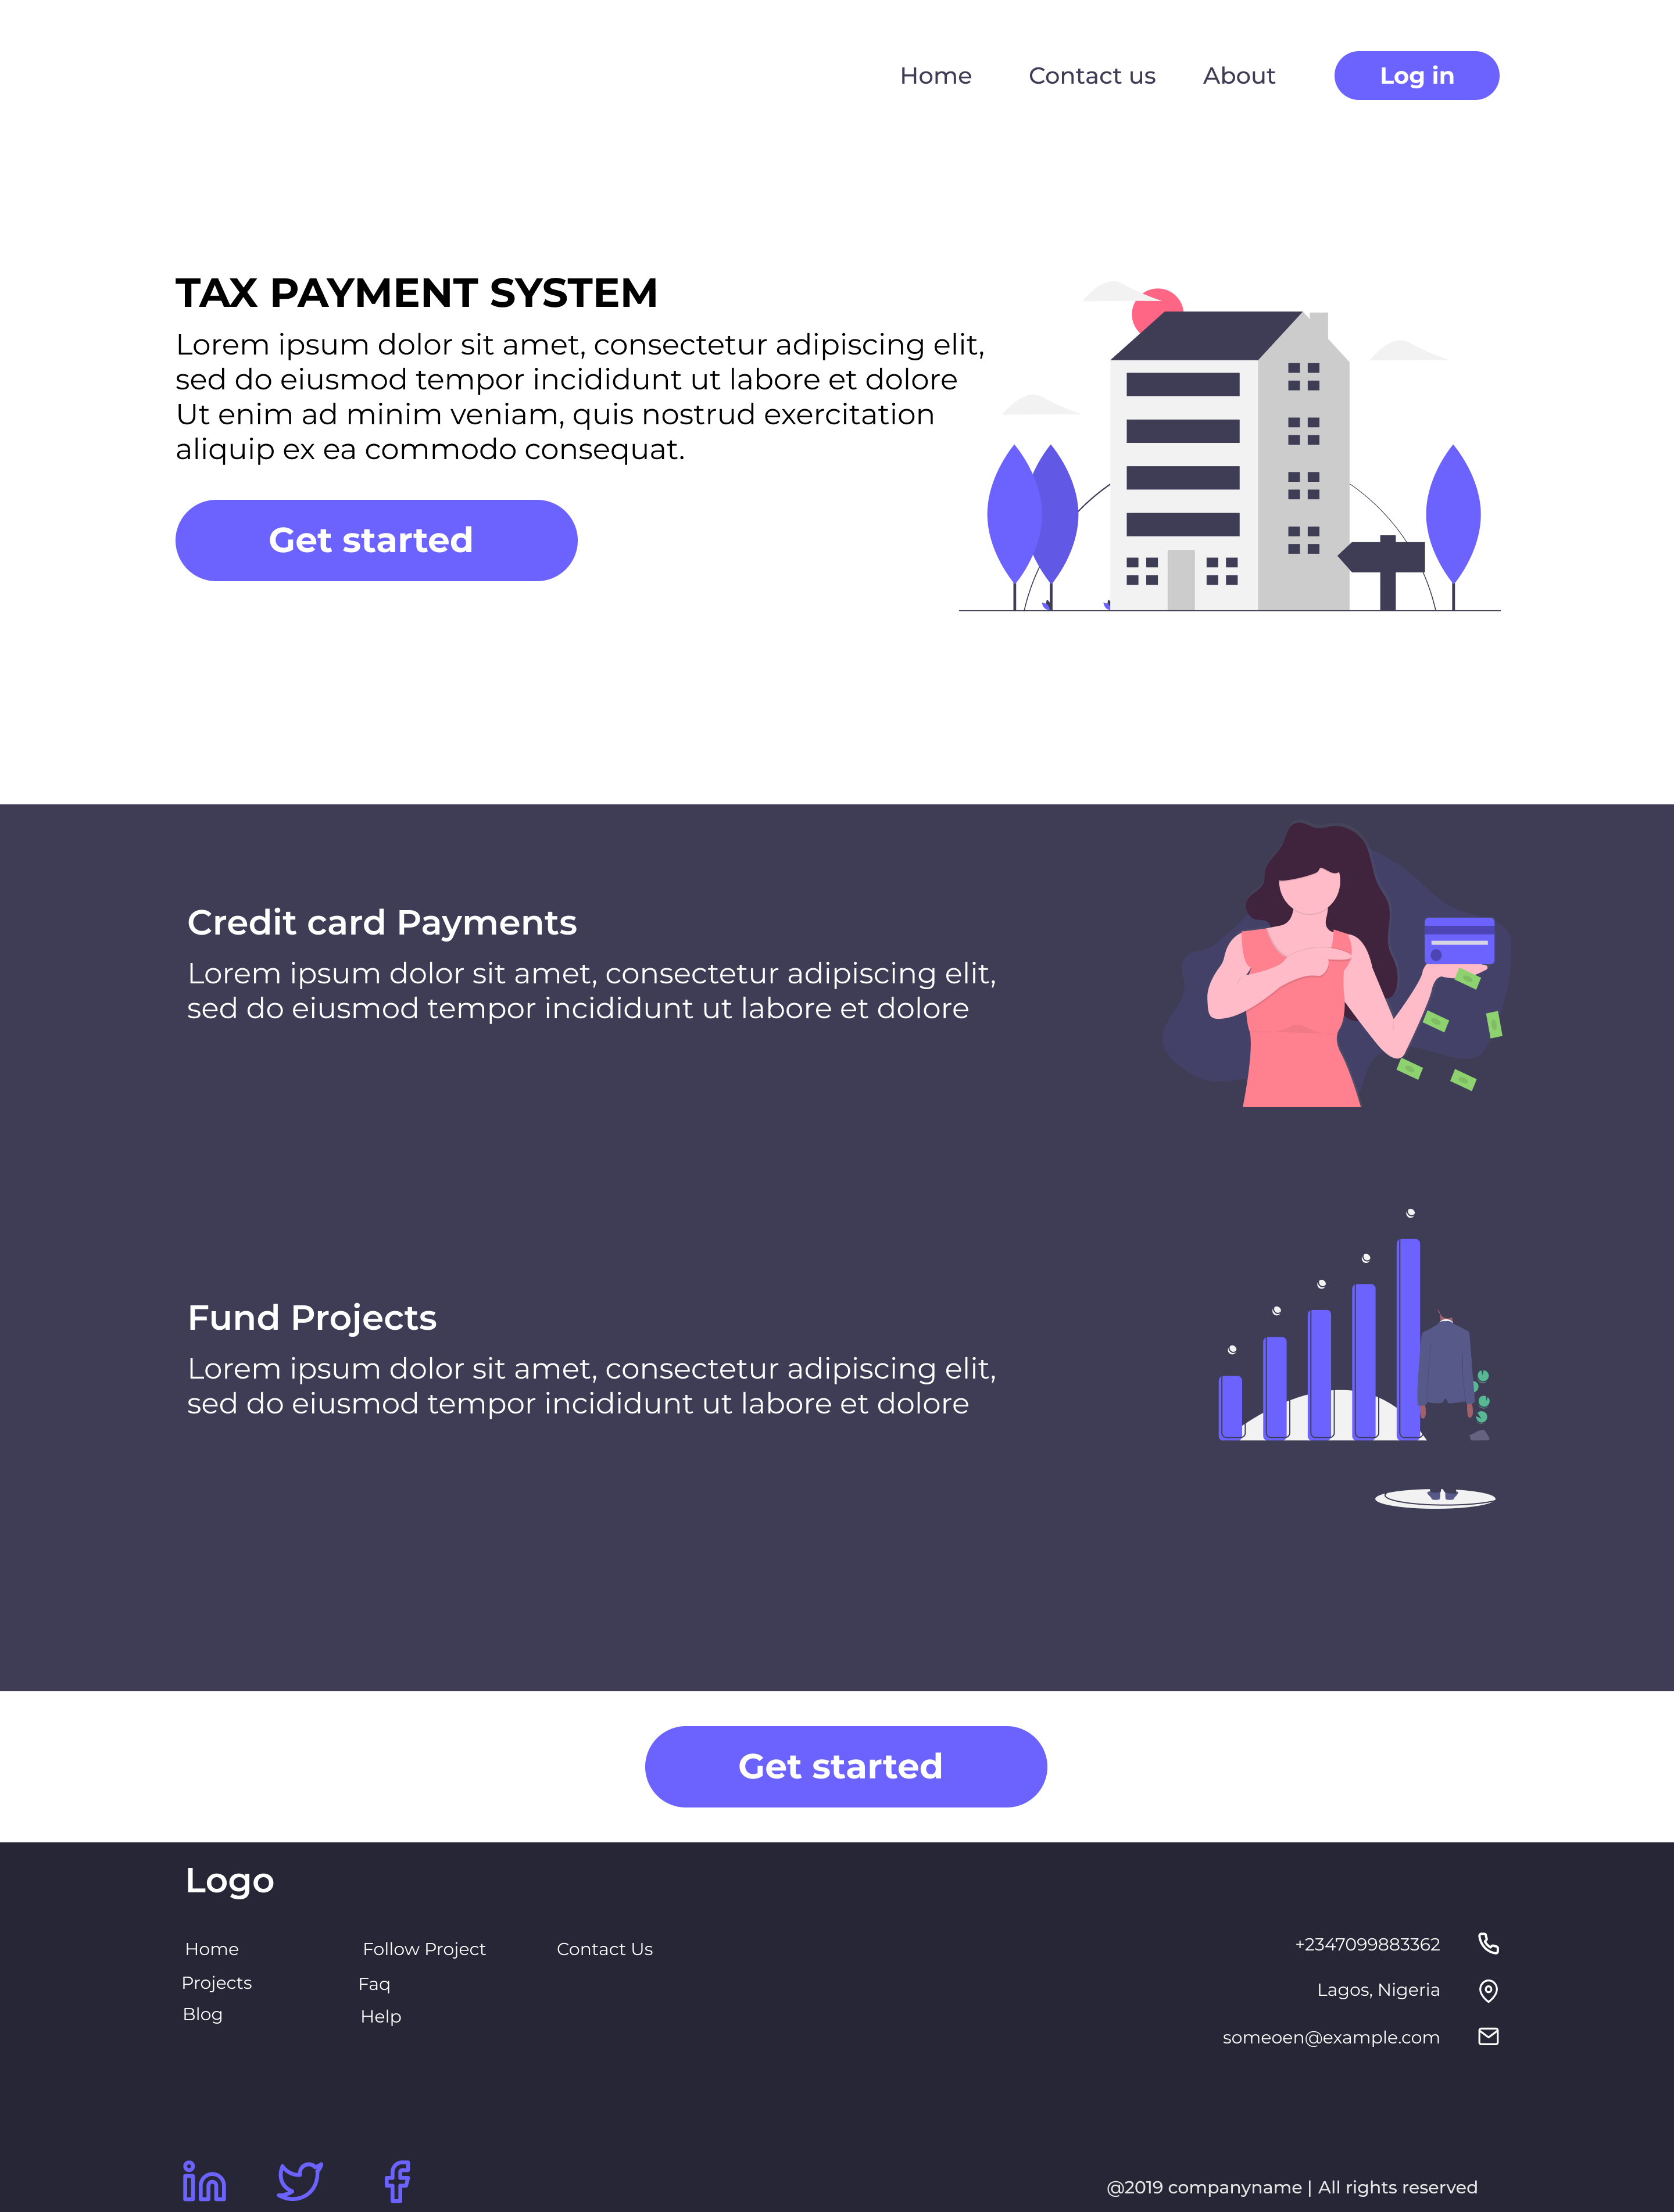 Home Contact us About Log in
TAX PAYMENT SYSTEM
Lorem ipsum dolor sit amet, consectetur adipiscing elit,
sed do eiusmod tempor incididunt ut labore et dolore
Ut enim ad minim veniam, quis nostrud exercitation
aliquip ex ea commodo consequat.
Get started
Credit card Payments
Lorem ipsum dolor sit amet, consectetur adipiscing elit,
sed do eiusmod tempor incididunt ut labore et dolore
Fund Projects
Lorem ipsum dolor sit amet, consectetur adipiscing elit,
sed do eiusmod tempor incididunt ut labore et dolore
Get started
Logo
Home Follow Project Contact Us
Projects Faq
Blog Help
+2347099883362
Lagos, Nigeria
someoen@example.com
@2019 companyname | All rights reserved